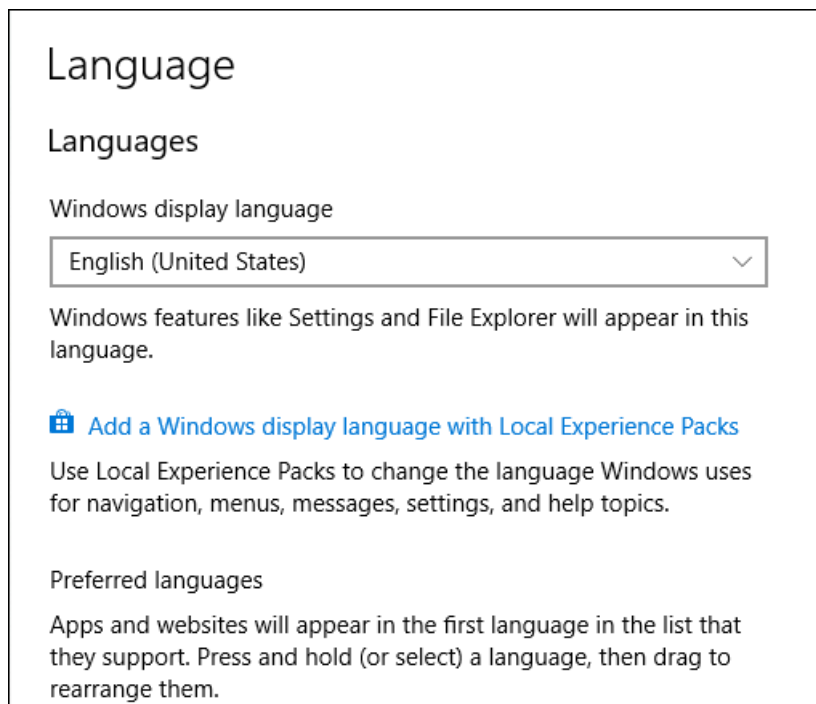 Language
Languages
Windows display language
English (United States)
Windows features like Settings and File Explorer will appear in this
language.
Add a Windows display language with Local Experience Packs
Use Local Experience Packs to change the language Windows uses
for navigation, menus, messages, settings, and help topics.
Preferred languages
Apps and websites will appear in the first language in the list that
they support. Press and hold (or select) a language, then drag to
rearrange them.